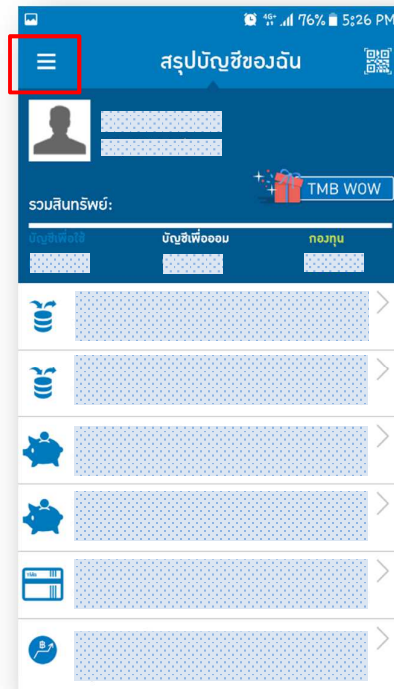 4G+ 76% 5:26 PM
สรุปบัญชีของฉัน
TMB WOW
รวมสินทรัพย์:
บัญชีเพื่อใช้ บัญชีเพื่อออม กองทุน